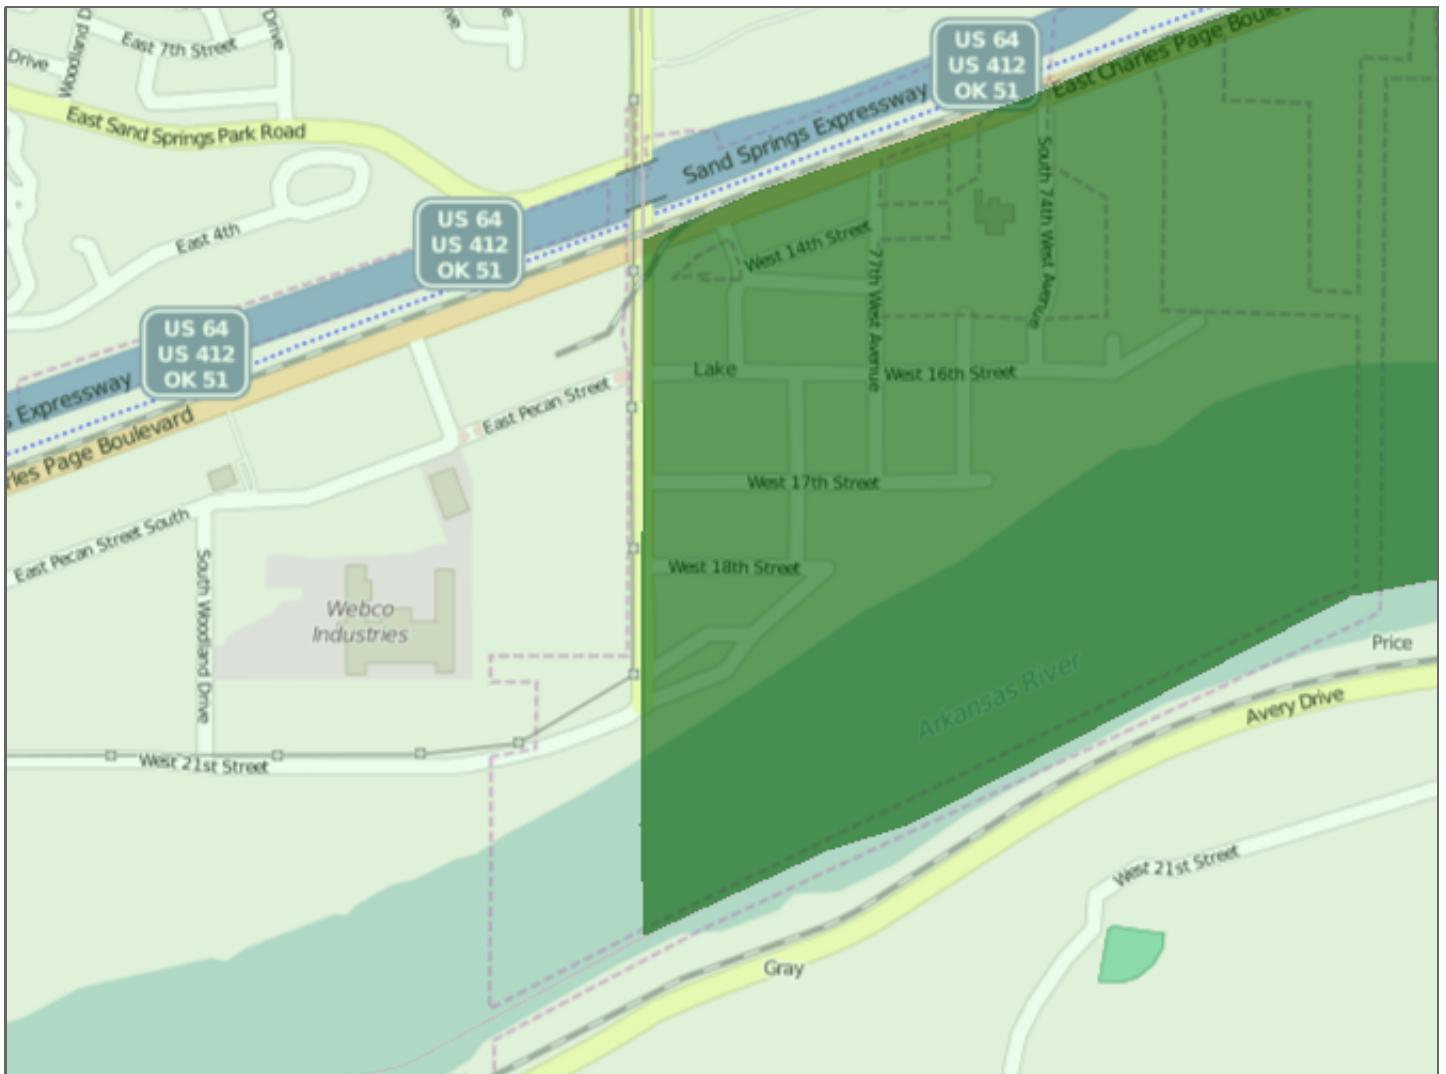 Drive
Woodland D
East 7th Street
Drive
ve
e
East Sand Springs Park Road
East 4th
US 64
US 412
OK 51
US 64
US 412
OK 51
US 64
US 412
OK 51
Sand Springs Expressway
East Charles Page Boulev
s Expressway
rles Page Boulevard
South 74th West Avenue
West 14th Street
77th West Avenue
Lake
West 16th Street
East Pecan Street
West 17th Street
East Pecan Street South
West 18th Street
South Woodland Drive
Webco
Industries
Arkansas River
Price
Avery Drive
West 21st Street
West 21st Street
Gray